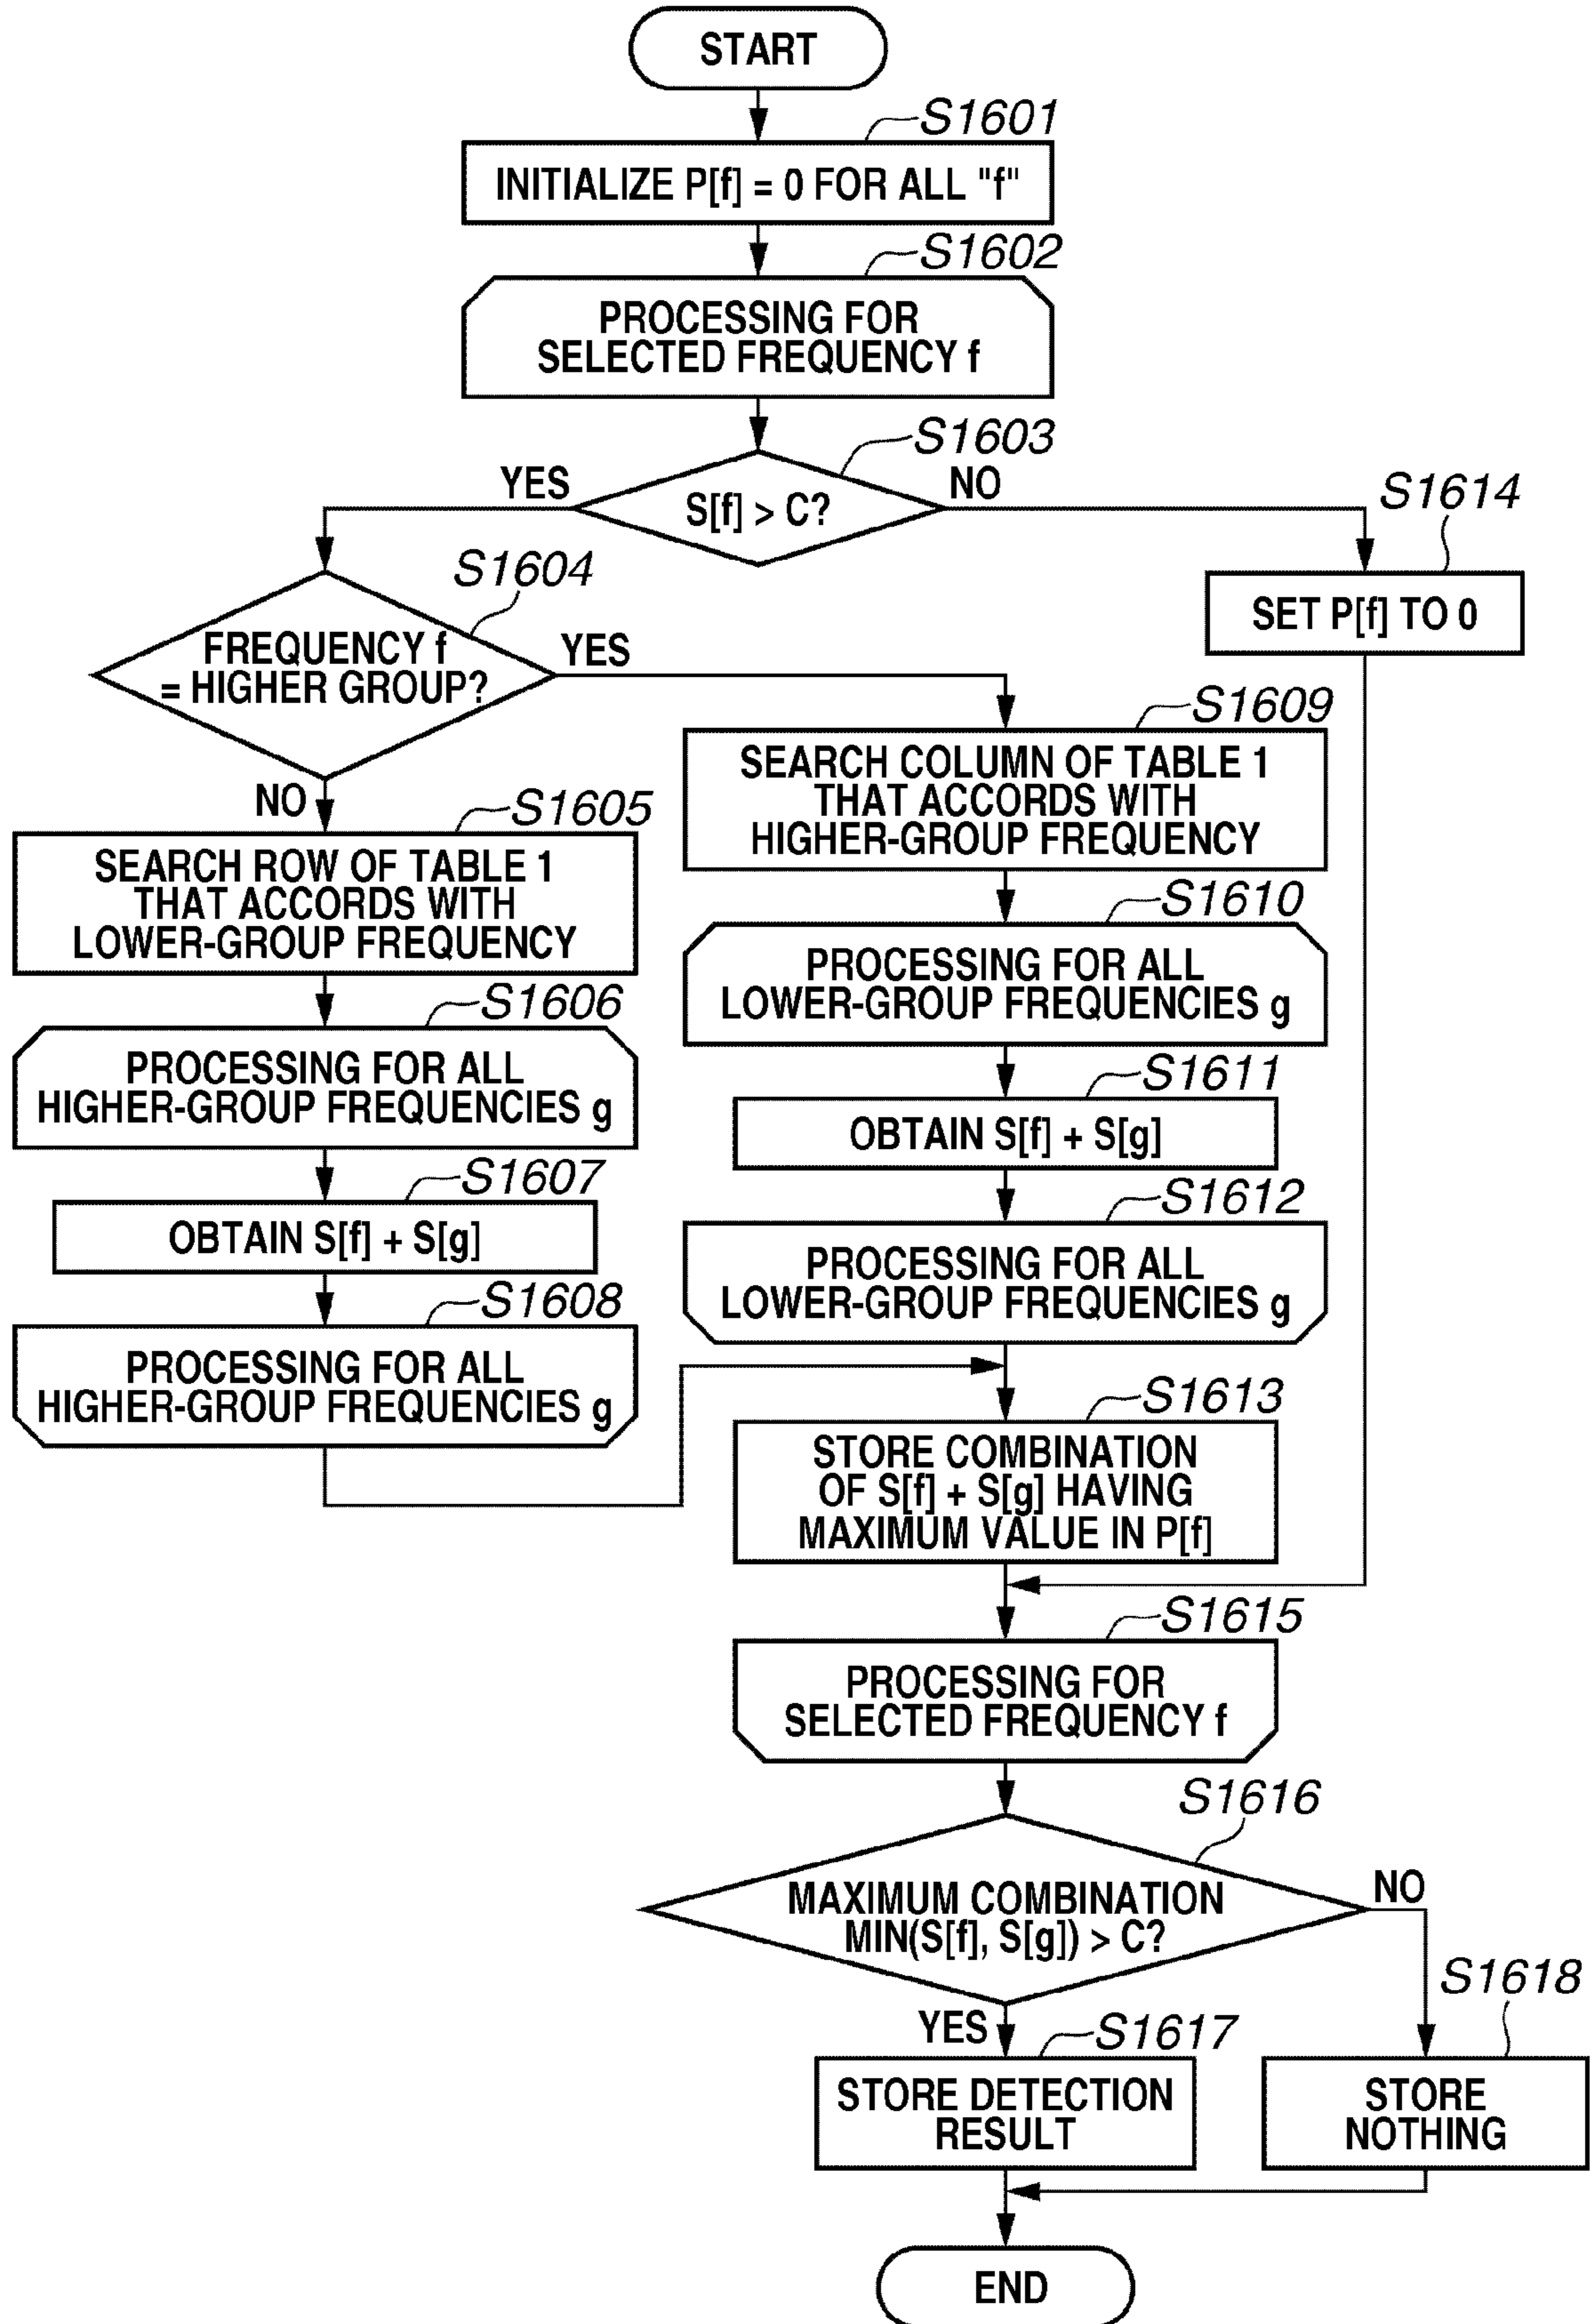 START
S1601
INITIALIZE P[f] = 0 FOR ALL "f"
S1602
PROCESSING FOR
SELECTED FREQUENCY f
S1603
S[f] > C?
YES
NO
S1614
SET P[f] TO 0
S1604
FREQUENCY f
= HIGHER GROUP?
YES
NO
S1605
SEARCH ROW OF TABLE 1
THAT ACCORDS WITH
LOWER-GROUP FREQUENCY
S1606
PROCESSING FOR ALL
HIGHER-GROUP FREQUENCIES g
S1607
OBTAIN S[f] + S[g]
S1608
PROCESSING FOR ALL
HIGHER-GROUP FREQUENCIES g
S1609
SEARCH COLUMN OF TABLE 1
THAT ACCORDS WITH
HIGHER-GROUP FREQUENCY
S1610
PROCESSING FOR ALL
LOWER-GROUP FREQUENCIES g
S1611
OBTAIN S[f] + S[g]
S1612
PROCESSING FOR ALL
LOWER-GROUP FREQUENCIES g
S1613
STORE COMBINATION
OF S[f] + S[g] HAVING
MAXIMUM VALUE IN P[f]
S1615
PROCESSING FOR
SELECTED FREQUENCY f
S1616
MAXIMUM COMBINATION
MIN(S[f], S[g]) > C?
NO
YES
S1617
STORE DETECTION
RESULT
S1618
STORE
NOTHING
END